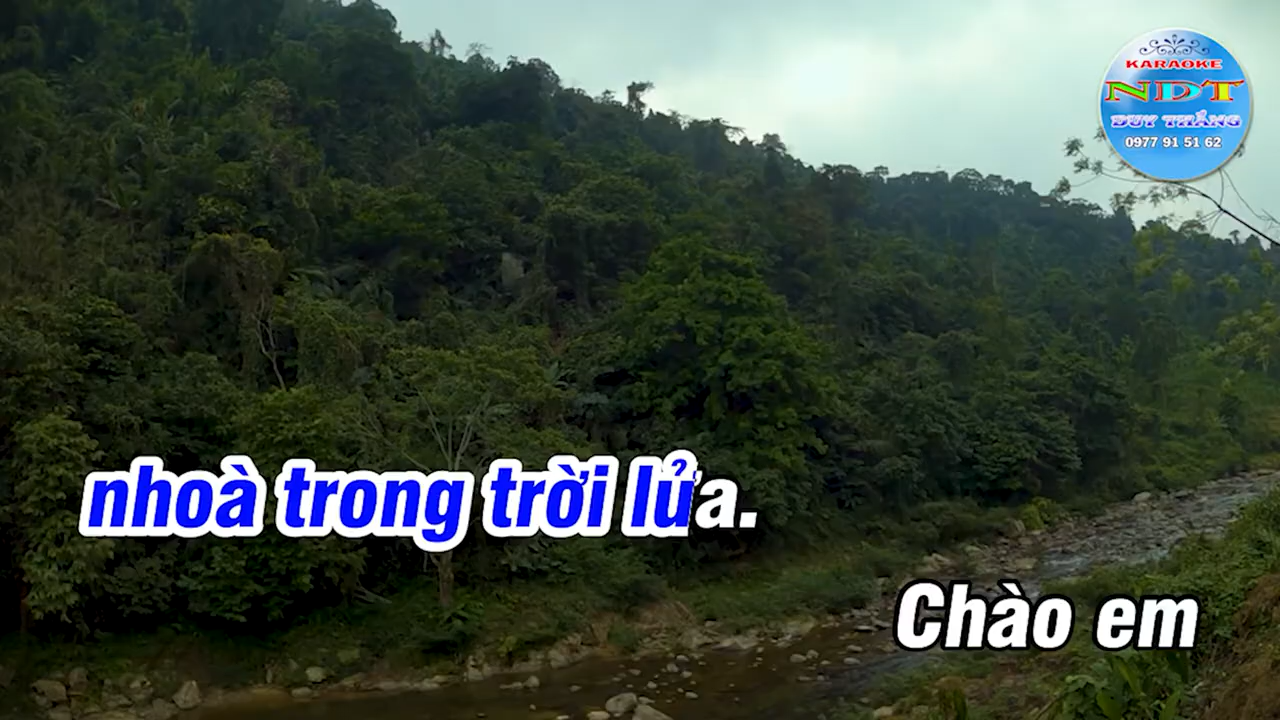 KARAOKE
NDT
DUY THẮNG
0977 91 51 62
nhoà trong trời lửa.
Chào em